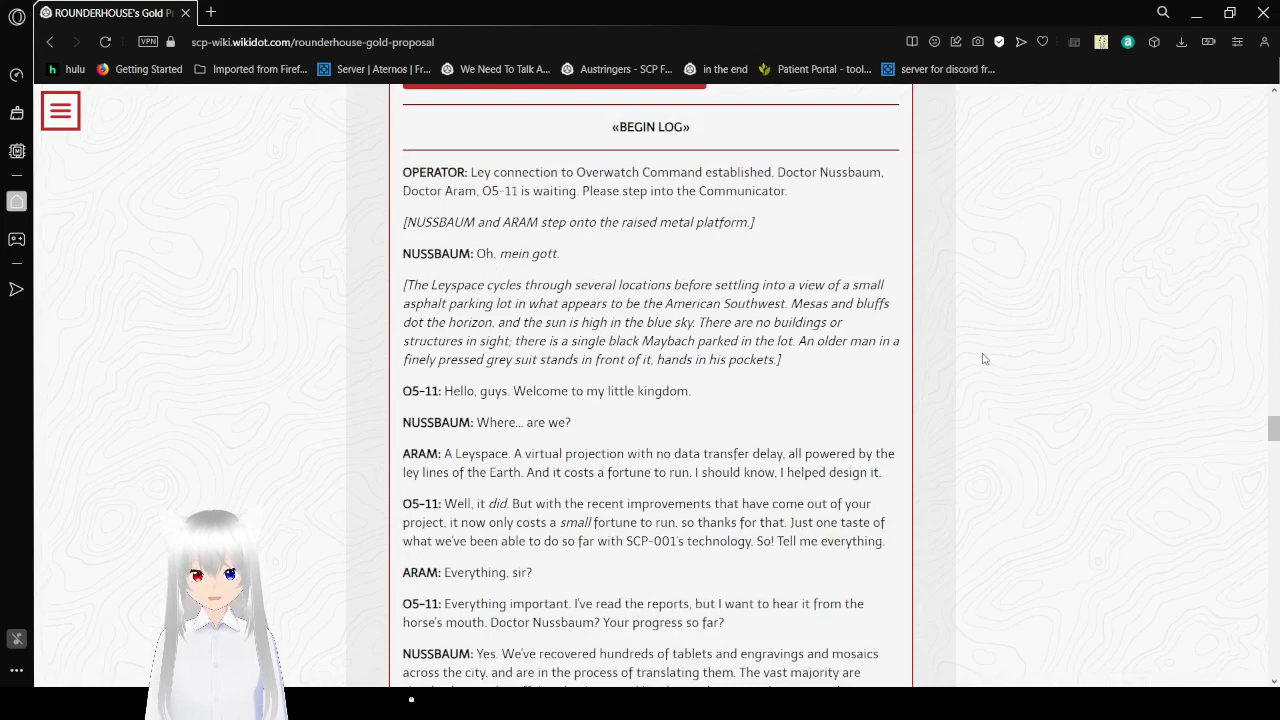 ROUNDERHOUSE's Gold P
scp-wiki.wikidot.com/rounderhouse-gold-proposal
VPN
hulu
Getting Started
Imported from Firef...
Server | Aternos | Fr...
We Need To Talk A...
Austringers - SCP F...
in the end
Patient Portal - tool...
server for discord fr...
«BEGIN LOG»
OPERATOR: Ley connection to Overwatch Command established. Doctor Nussbaum,
Doctor Aram, O5-11 is waiting. Please step into the Communicator.
[NUSSBAUM and ARAM step onto the raised metal platform.]
NUSSBAUM: Oh, mein gott.
[The Leyspace cycles through several locations before settling into a view of a small
asphalt parking lot in what appears to be the American Southwest. Mesas and bluffs
dot the horizon, and the sun is high in the blue sky. There are no buildings or
structures in sight; there is a single black Maybach parked in the lot. An older man in a
finely pressed grey suit stands in front of it, hands in his pockets.]
O5-11: Hello, guys. Welcome to my little kingdom.
NUSSBAUM: Where... are we?
ARAM: A Leyspace. A virtual projection with no data transfer delay, all powered by the
ley lines of the Earth. And it costs a fortune to run. I should know, I helped design it.
O5-11: Well, it did. But with the recent improvements that have come out of your
project, it now only costs a small fortune to run, so thanks for that. Just one taste of
what we've been able to do so far with SCP-001's technology. So! Tell me everything.
ARAM: Everything, sir?
O5-11: Everything important. I've read the reports, but I want to hear it from the
horse's mouth. Doctor Nussbaum? Your progress so far?
NUSSBAUM: Yes. We've recovered hundreds of tablets and engravings and mosaics
across the city, and are in the process of translating them. The vast majority are